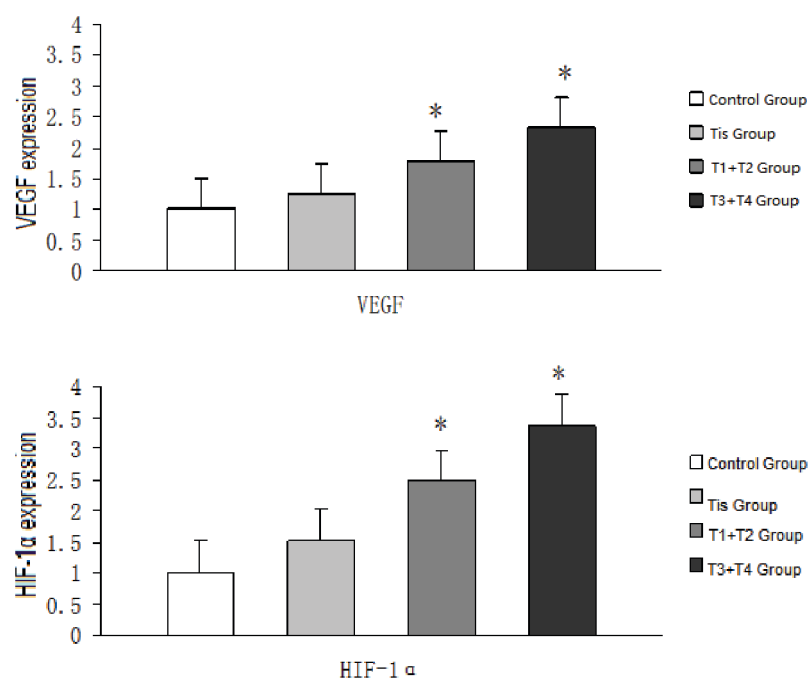 4
3.5
3
2.5
2
1.5
1
0.5
0
VEGF expression
* *
VEGF
Control Group
Tis Group
T1+T2 Group
T3+T4 Group
4
3.5
3
2.5
2
1.5
1
0.5
0
HIF-1α expression
* *
HIF-1α
Control Group
Tis Group
T1+T2 Group
T3+T4 Group